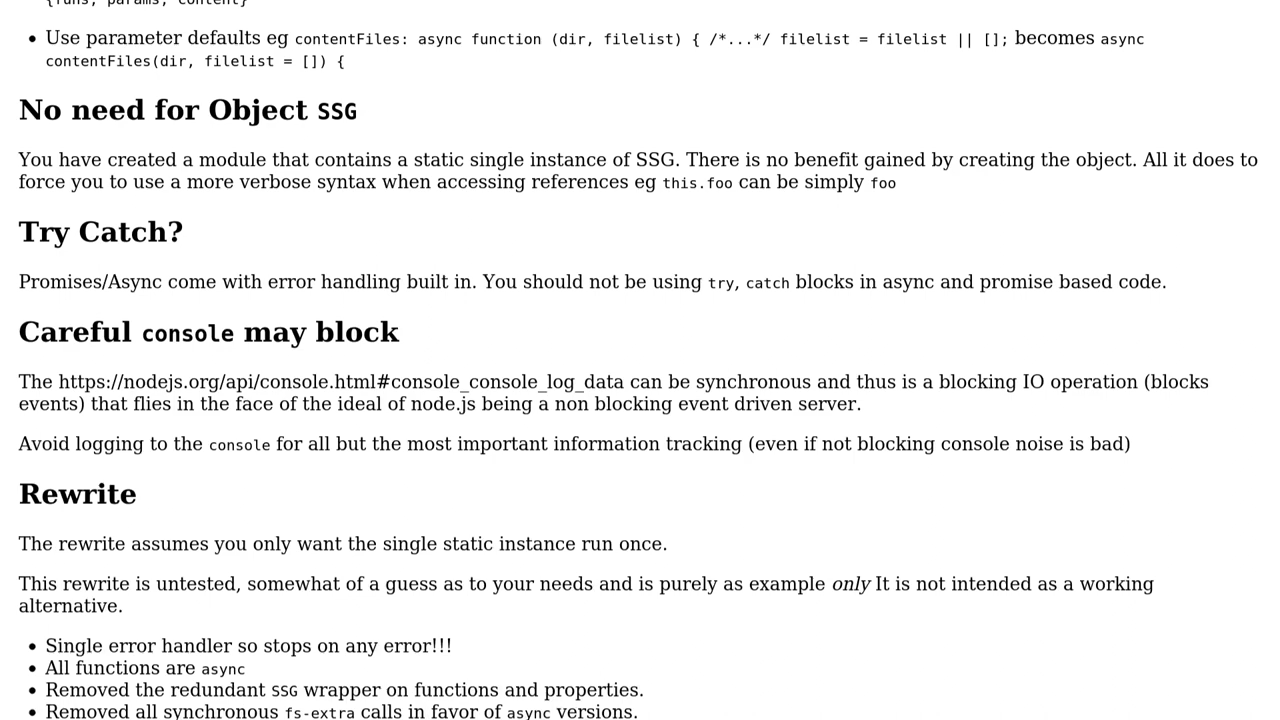 {funs, params, content}
• Use parameter defaults eg contentFiles: async function (dir, filelist) { /*...*/ filelist = filelist || []; becomes async
contentFiles(dir, filelist = []) {
No need for Object SSG
You have created a module that contains a static single instance of SSG. There is no benefit gained by creating the object. All it does to
force you to use a more verbose syntax when accessing references eg this.foo can be simply foo
Try Catch?
Promises/Async come with error handling built in. You should not be using try, catch blocks in async and promise based code.
Careful console may block
The https://nodejs.org/api/console.html#console_console_log_data can be synchronous and thus is a blocking IO operation (blocks
events) that flies in the face of the ideal of node.js being a non blocking event driven server.
Avoid logging to the console for all but the most important information tracking (even if not blocking console noise is bad)
Rewrite
The rewrite assumes you only want the single static instance run once.
This rewrite is untested, somewhat of a guess as to your needs and is purely as example only It is not intended as a working
alternative.
• Single error handler so stops on any error!!!
• All functions are async
• Removed the redundant SSG wrapper on functions and properties.
• Removed all synchronous fs-extra calls in favor of async versions.